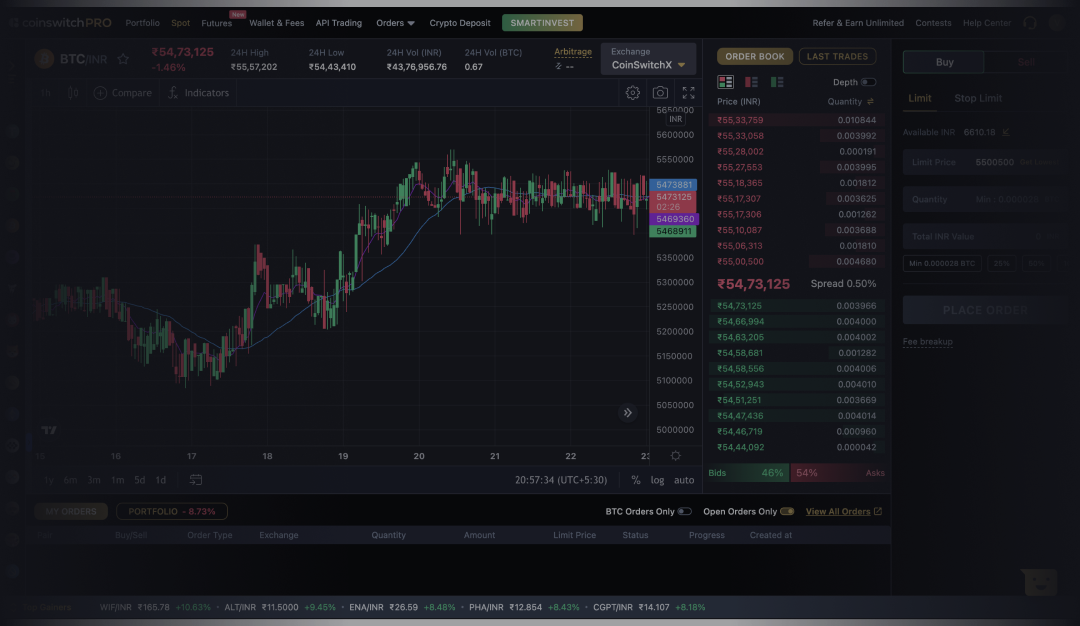 coinswitchPRO Portfolio Spot Futures New Wallet & Fees API Trading Orders Crypto Deposit SMARTINVEST Refer & Earn Unlimited Contests Help Center
BTC/INR ₹54,73,125 -1.46%
24H High ₹55,57,202
24H Low ₹54,43,410
24H Vol (INR) ₹43,76,956.76
24H Vol (BTC) 0.67
Arbitrage --
Exchange CoinSwitchX
1h Compare Indicators
5650000
INR
5600000
5550000
5473881
5473125
02:26
5469360
5468911
5350000
5300000
5250000
5200000
5150000
5100000
5050000
5000000
15 16 17 18 19 20 21 22 23
6m 3m 1m 5d 1d
20:57:34 (UTC+5:30) % log auto
ORDER BOOK LAST TRADES
Depth
Price (INR) Quantity
₹55,33,759 0.010844
₹55,33,058 0.003992
₹55,28,002 0.000191
₹55,27,553 0.003995
₹55,18,365 0.001812
₹55,17,307 0.003625
₹55,17,306 0.001262
₹55,10,087 0.003688
₹55,06,313 0.001810
₹55,00,500 0.004680
₹54,73,125 Spread 0.50%
₹54,73,125 0.003966
₹54,66,994 0.004000
₹54,63,205 0.004002
₹54,58,681 0.001282
₹54,58,556 0.004006
₹54,52,943 0.004010
₹54,51,251 0.003669
₹54,47,436 0.004014
₹54,46,719 0.000960
₹54,44,092 0.000042
Bids 46% 54% Asks
Buy Sell
Limit Stop Limit
Available INR 6610.18
Limit Price 5500500
Quantity Min
Total INR Value
Min 0.000028 BTC 25% 50%
PLACE ORDER
Fee breakup
MY ORDERS PORTFOLIO - 8.73% BTC Orders Only Open Orders Only View All Orders
Pair Buy/Sell Order Type Exchange Quantity Amount Limit Price Status Progress Created at
WIF/INR ₹165.78 +10.63% · ALT/INR ₹11.5000 +9.45% · ENA/INR ₹26.59 +8.48% · PHA/INR ₹12.854 +8.43% · CGPT/INR ₹14.107 +8.18%